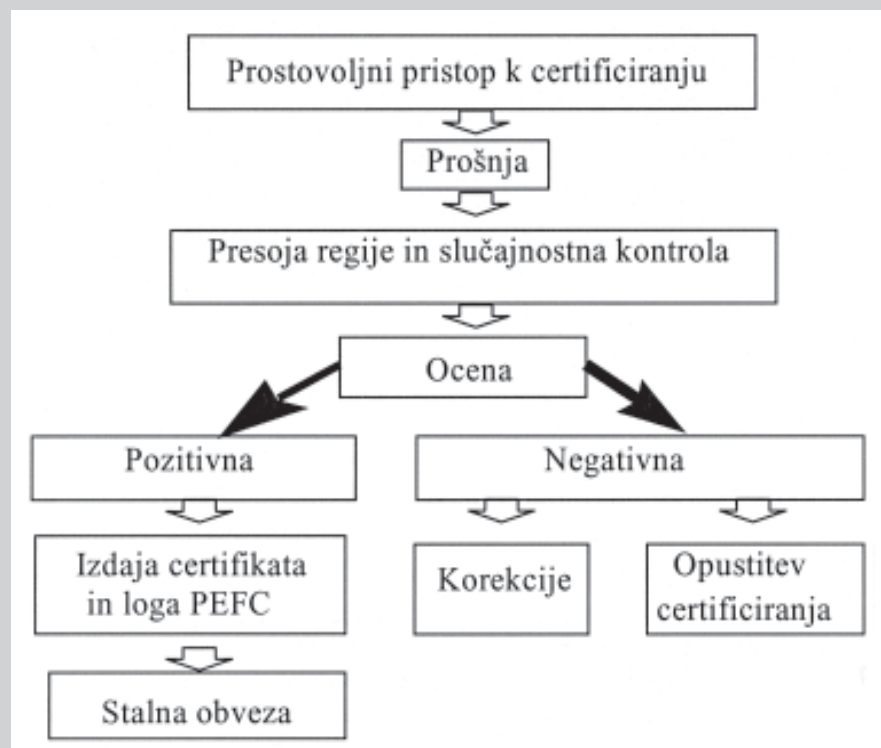 Prostovoljni pristop k certificiranju
Prošnja
Presoja regije in slučajnostna kontrola
Ocena
Pozitivna
Negativna
Izdaja certifikata
in loga PEFC
Korekcije
Opustitev
certificiranja
Stalna obveza